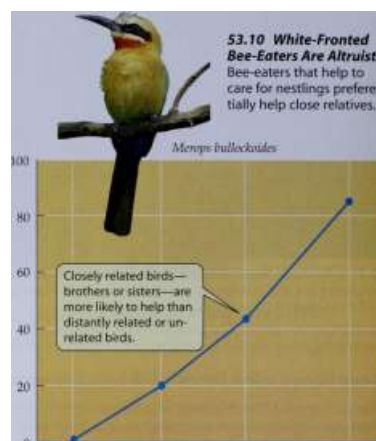 53.10 White-Fronted
Bee-Eaters Are Altruist
Bee-eaters that help to
care for nestlings prefere
tially help close relatives.
Merops bullockoides
100
80
60
Closely related birds—
brothers or sisters—are
more likely to help than
distantly related or un-
related birds.
40
20
0